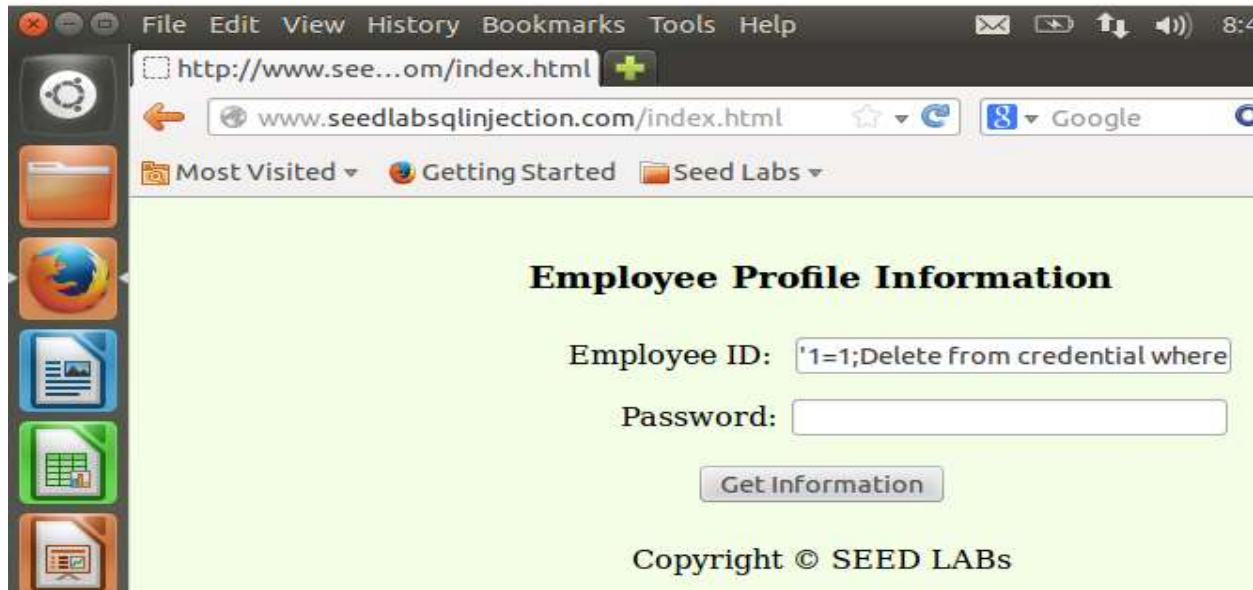 File Edit View History Bookmarks Tools Help 8:4
http://www.see...om/index.html
www.seedlabsqlinjection.com/index.html Google
Most Visited Getting Started Seed Labs
Employee Profile Information
Employee ID: '1=1;Delete from credential where
Password:
Get Information
Copyright © SEED LABs